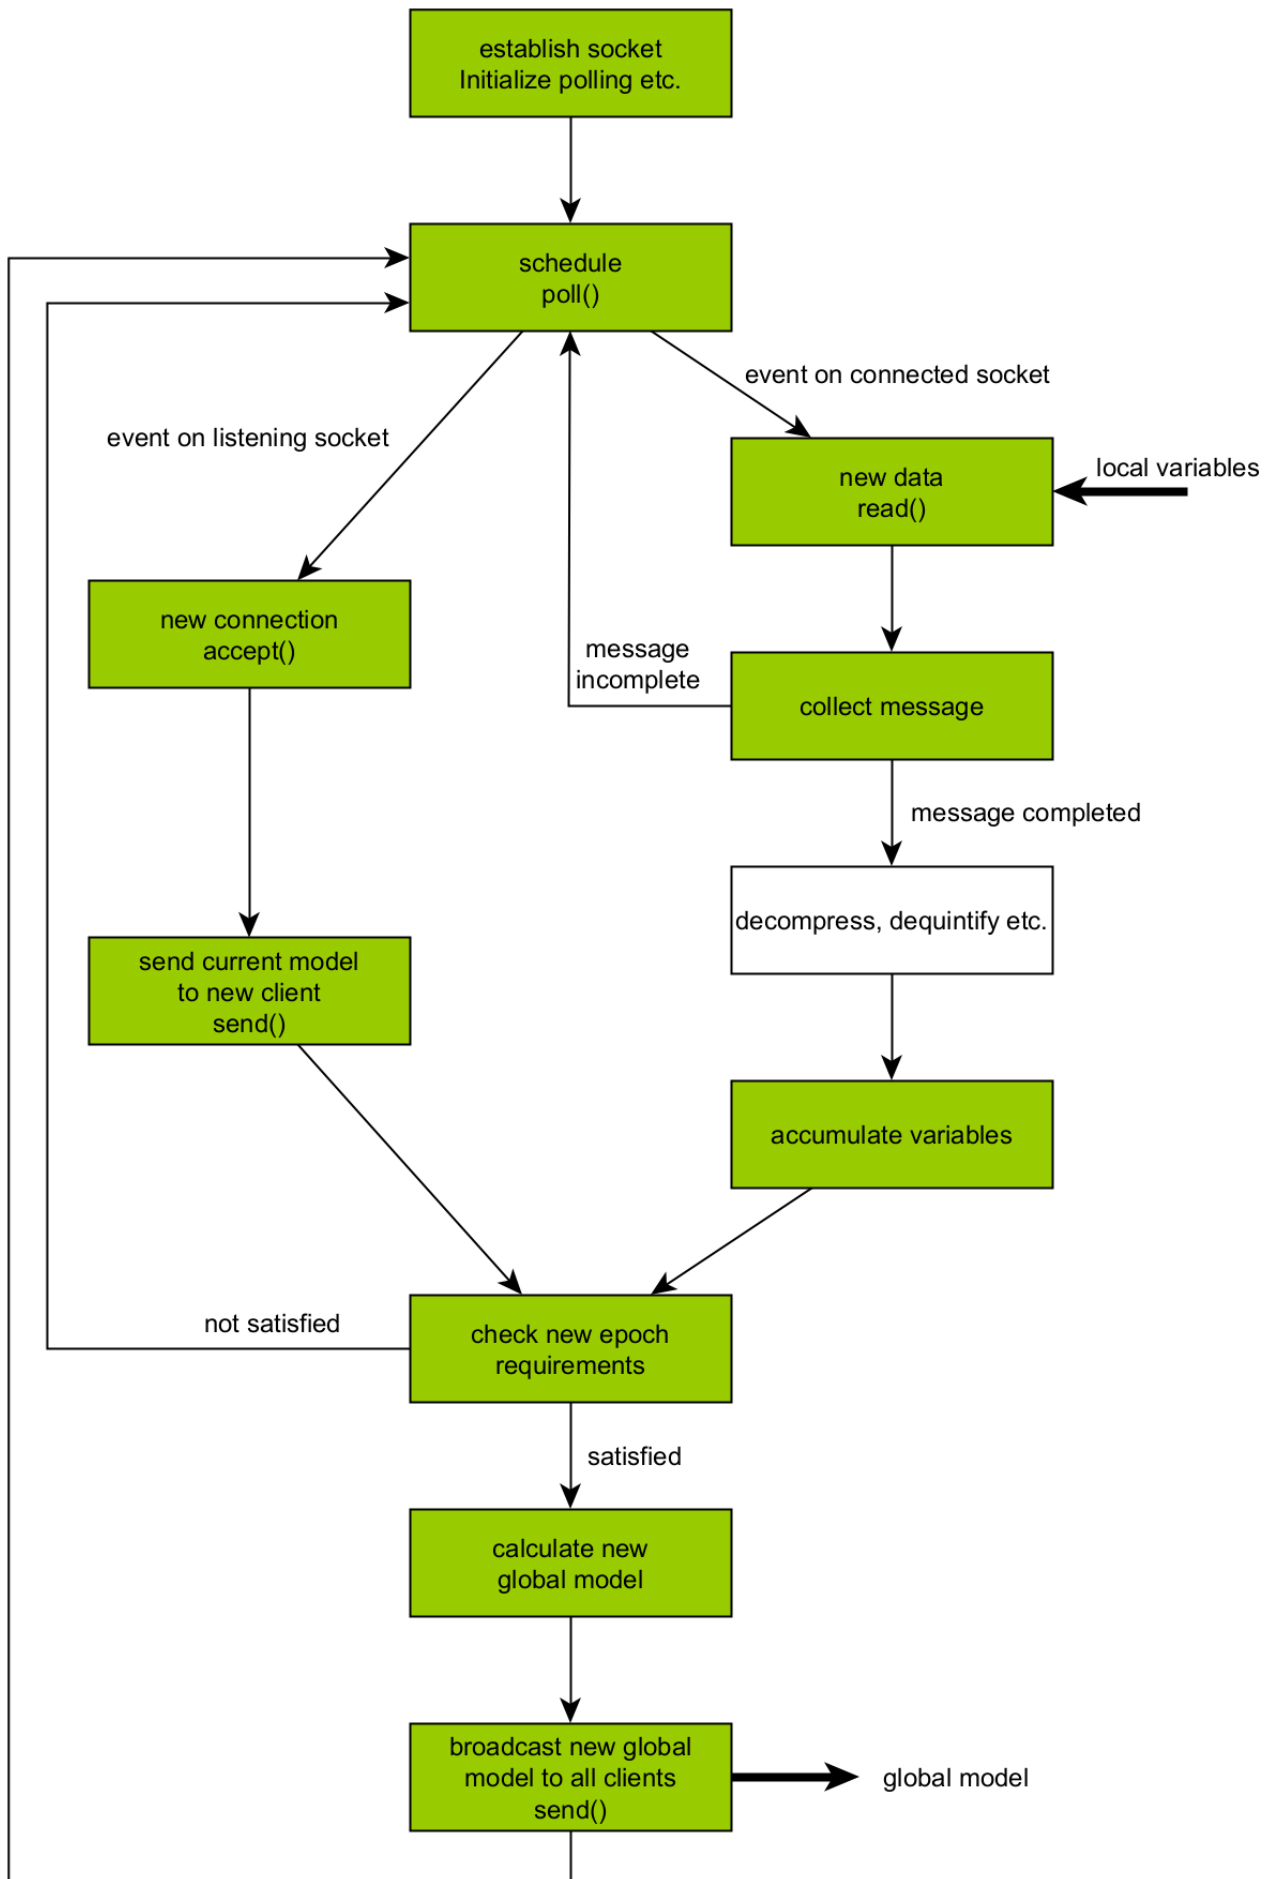 establish socket
Initialize polling etc.
schedule
poll()
event on connected socket
event on listening socket
local variables
new data
read()
new connection
accept()
message
incomplete
collect message
message completed
decompress, dequintify etc.
send current model
to new client
send()
accumulate variables
not satisfied
check new epoch
requirements
satisfied
calculate new
global model
broadcast new global
model to all clients
send()
global model